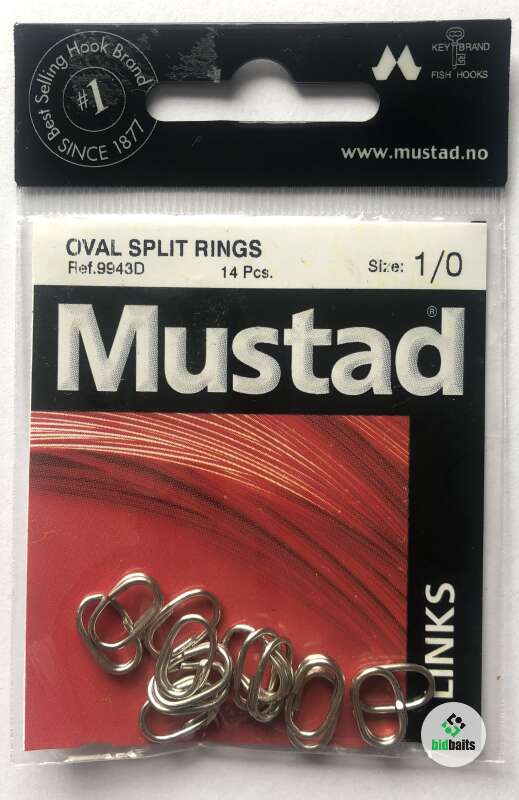 #1 Best Selling Hook Brand
SINCE 1877
KEY BRAND
FISH HOOKS
www.mustad.no
OVAL SPLIT RINGS
Ref.9943D 14 Pcs. Size: 1/0
Mustad®
LINKS
bidbaits